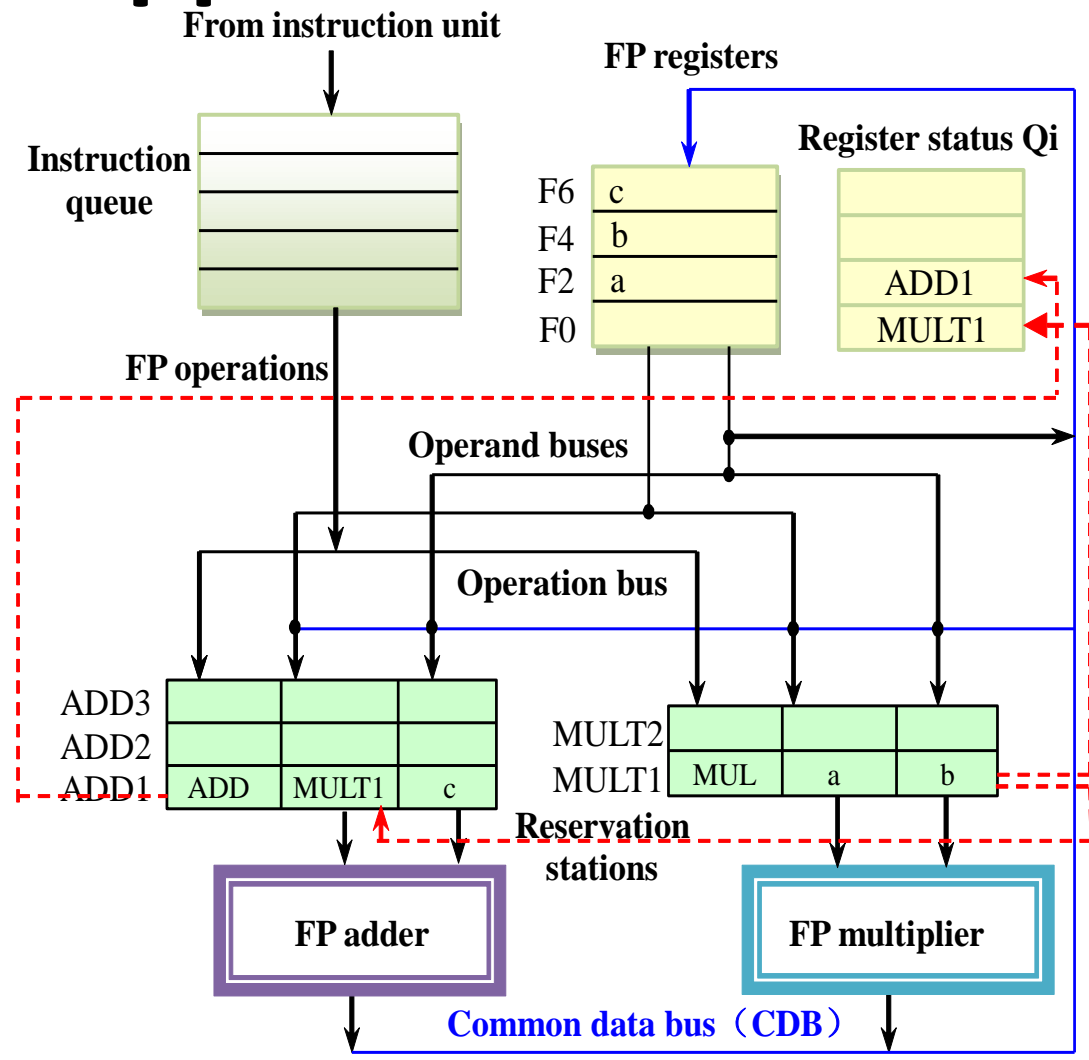 From instruction unit
FP registers
Instruction
queue
Register status Qi
F6 c
F4 b
F2 a
F0
ADD1
MULT1
FP operations
Operand buses
Operation bus
ADD3
ADD2
ADD1 ADD MULT1 c
MULT2
MULT1 MUL a b
Reservation
stations
FP adder
FP multiplier
Common data bus（CDB）